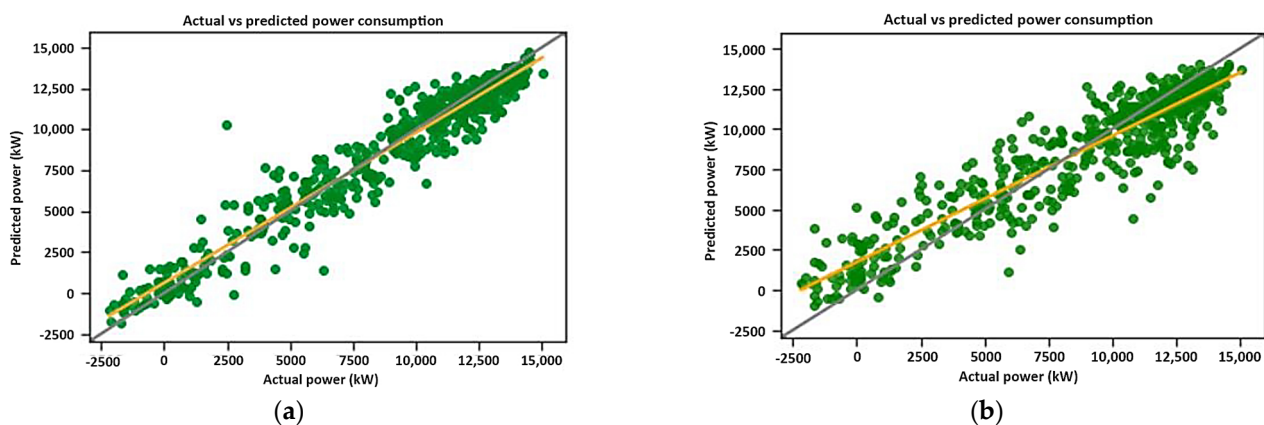 Actual vs predicted power consumption
15,000
12,500
10,000
7500
5000
2500
0
-2500
Predicted power (kW)
-2500 0 2500 5000 7500 10,000 12,500 15,000
Actual power (kW)
(a)
Actual vs predicted power consumption
15,000
12,500
10,000
7500
5000
2500
0
-2500
Predicted power (kW)
-2500 0 2500 5000 7500 10,000 12,500 15,000
Actual power (kW)
(b)